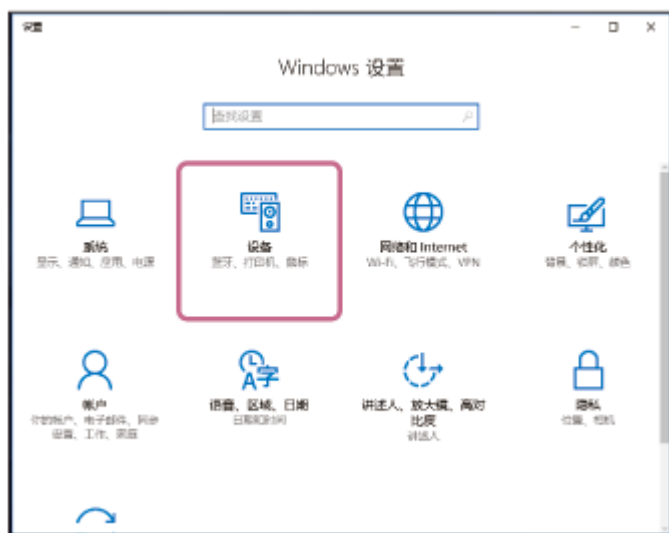 设置
Windows 设置
查找设置
系统
显示、通知、应用、电源
设备
蓝牙、打印机、鼠标
网络和 Internet
Wi-Fi、飞行模式、VPN
个性化
背景、锁屏、颜色
帐户
你的帐户、电子邮件、同步
设置、工作、家庭
语音、区域、日期
日期和时间
讲述人、放大镜、高对
比度
讲述人
隐私
位置、相机